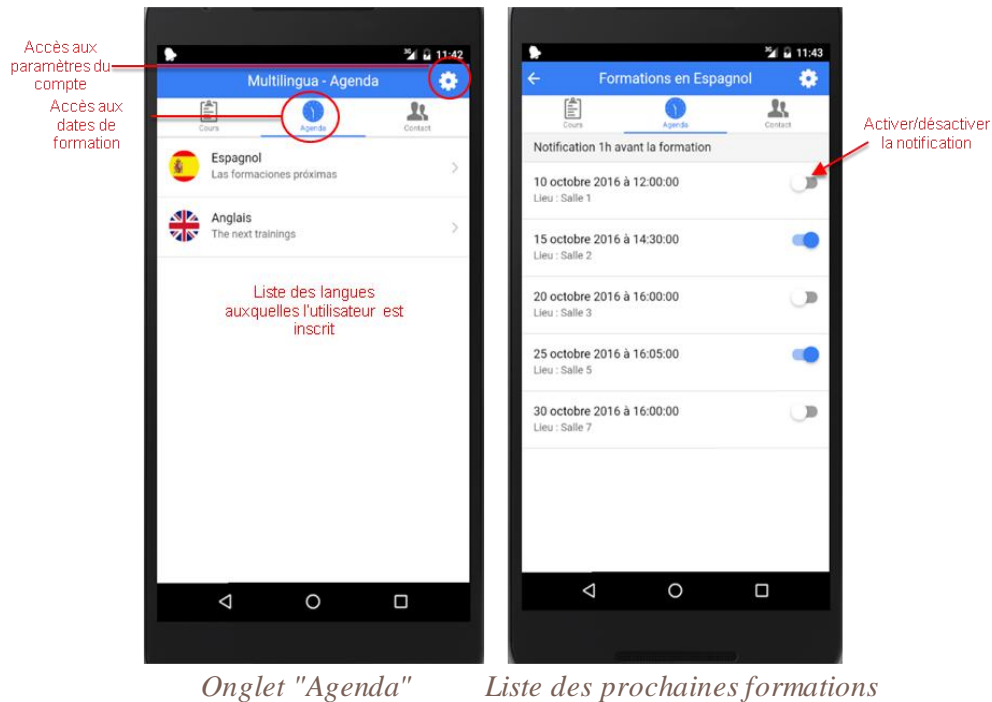 Accès aux
paramètres du
compte
Accès aux
dates de
formation
3G 11:42
Multilingua - Agenda
Cours
Agenda
Contact
Espagnol
Las formaciones próximas
Anglais
The next trainings
Liste des langues
auxquelles l'utilisateur est
inscrit
3G 11:43
Formations en Espagnol
Cours
Agenda
Contact
Notification 1h avant la formation
10 octobre 2016 à 12:00:00
Lieu : Salle 1
15 octobre 2016 à 14:30:00
Lieu : Salle 2
20 octobre 2016 à 16:00:00
Lieu : Salle 3
25 octobre 2016 à 16:05:00
Lieu : Salle 5
30 octobre 2016 à 16:00:00
Lieu : Salle 7
Activer/désactiver
la notification
Onglet "Agenda"
Liste des prochaines formations